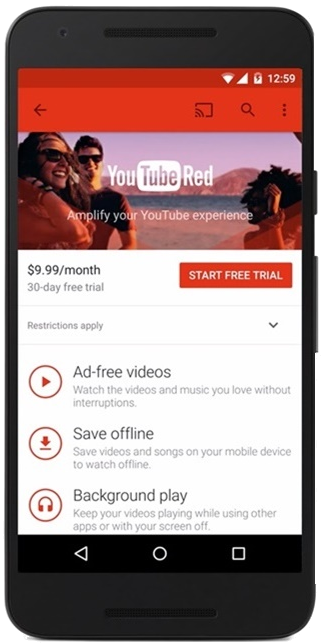 12:59
YouTube Red
Amplify your YouTube experience
$9.99/month
30-day free trial
START FREE TRIAL
Restrictions apply
Ad-free videos
Watch the videos and music you love without
interruptions.
Save offline
Save videos and songs on your mobile device
to watch offline.
Background play
Keep your videos playing while using other
apps or with your screen off.